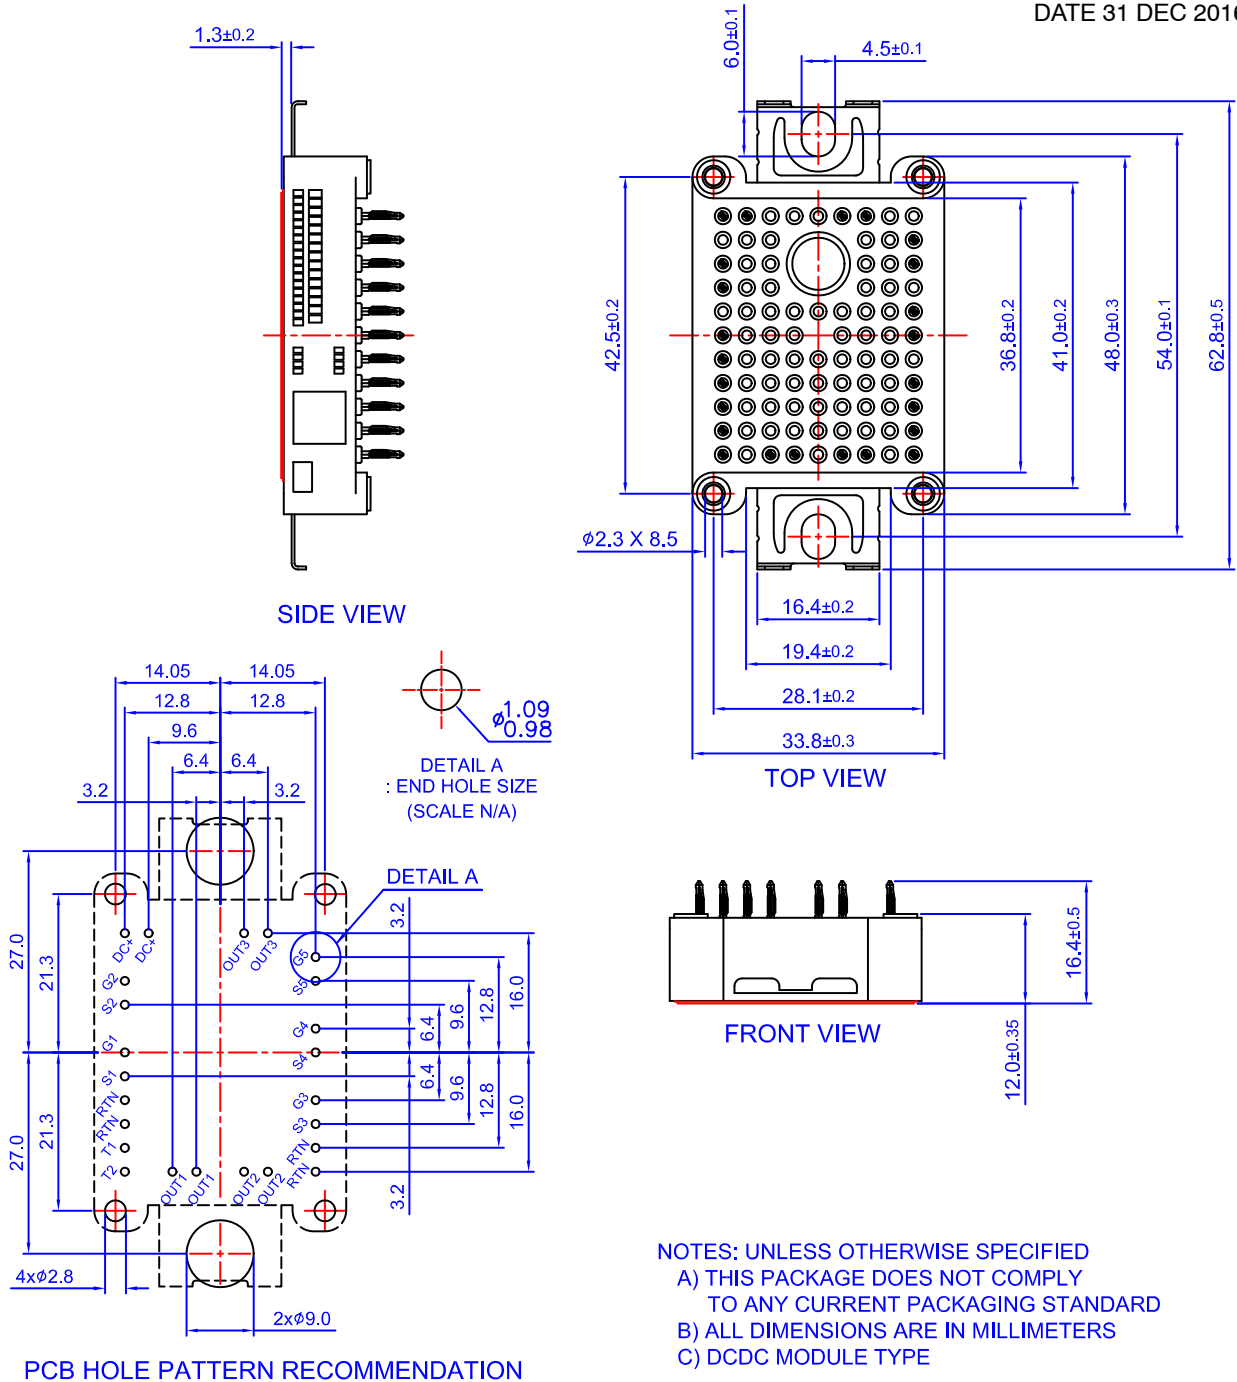 DATE 31 DEC 2016
1.3±0.2
6.0±0.1
4.5±0.1
42.5±0.2
36.8±0.2
41.0±0.2
48.0±0.3
54.0±0.1
62.8±0.5
⌀2.3 X 8.5
16.4±0.2
19.4±0.2
28.1±0.2
33.8±0.3
SIDE VIEW
TOP VIEW
14.05 14.05
12.8 12.8
9.6
6.4 6.4
3.2 3.2
⌀1.09
0.98
DETAIL A
: END HOLE SIZE
(SCALE N/A)
DETAIL A
27.0
21.3
27.0
21.3
DC+
DC+
OUT3
OUT3
G5
S5
G2
S2
G4
G1
S4
S1
G3
RTN
S3
RTN
RTN
T1
RTN
T2
OUT1
OUT1
OUT2
OUT2
3.2
6.4
9.6
12.8
16.0
6.4
9.6
12.8
16.0
3.2
4x⌀2.8
2x⌀9.0
PCB HOLE PATTERN RECOMMENDATION
16.4±0.5
12.0±0.35
FRONT VIEW
NOTES: UNLESS OTHERWISE SPECIFIED
A) THIS PACKAGE DOES NOT COMPLY
TO ANY CURRENT PACKAGING STANDARD
B) ALL DIMENSIONS ARE IN MILLIMETERS
C) DCDC MODULE TYPE